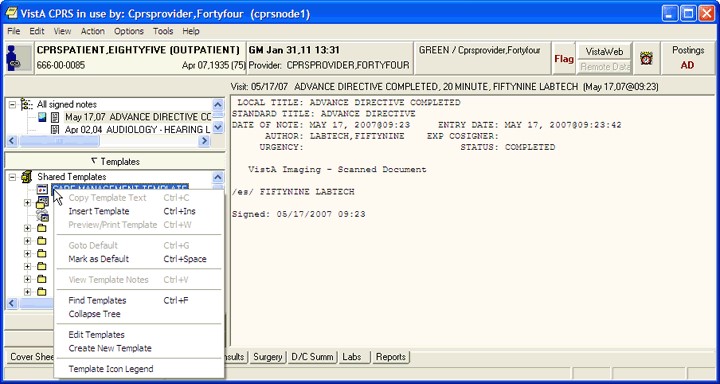 VistA CPRS in use by: Cprsprovider,Fortyfour (cprsnode1)
File Edit View Action Options Tools Help
CPRSPATIENT,EIGHTYFIVE (OUTPATIENT)
666-00-0085 Apr 07,1935 (75)
GM Jan 31,11 13:31
Provider: CPRSPROVIDER,FORTYFOUR
GREEN / Cprsprovider,Fortyfour
Flag
VistaWeb
Remote Data
Postings
AD
Visit: 05/17/07 ADVANCE DIRECTIVE COMPLETED, 20 MINUTE, FIFTYNINE LABTECH (May 17,07@09:23)
All signed notes
May 17,07 ADVANCE DIRECTIVE CO
Apr 02,04 AUDIOLOGY - HEARING L
Templates
Shared Templates
CARE MANAGEMENT TEMPLATE
Copy Template Text Ctrl+C
Insert Template Ctrl+Ins
Preview/Print Template Ctrl+W
Goto Default Ctrl+G
Mark as Default Ctrl+Space
View Template Notes Ctrl+V
Find Templates Ctrl+F
Collapse Tree
Edit Templates
Create New Template
Template Icon Legend
LOCAL TITLE: ADVANCE DIRECTIVE COMPLETED
STANDARD TITLE: ADVANCE DIRECTIVE
DATE OF NOTE: MAY 17, 2007@09:23 ENTRY DATE: MAY 17, 2007@09:23:42
AUTHOR: LABTECH,FIFTYNINE EXP COSIGNER:
URGENCY: STATUS: COMPLETED
VistA Imaging - Scanned Document
/es/ FIFTYNINE LABTECH
Signed: 05/17/2007 09:23
Cover Shee sults Surgery D/C Summ Labs Reports